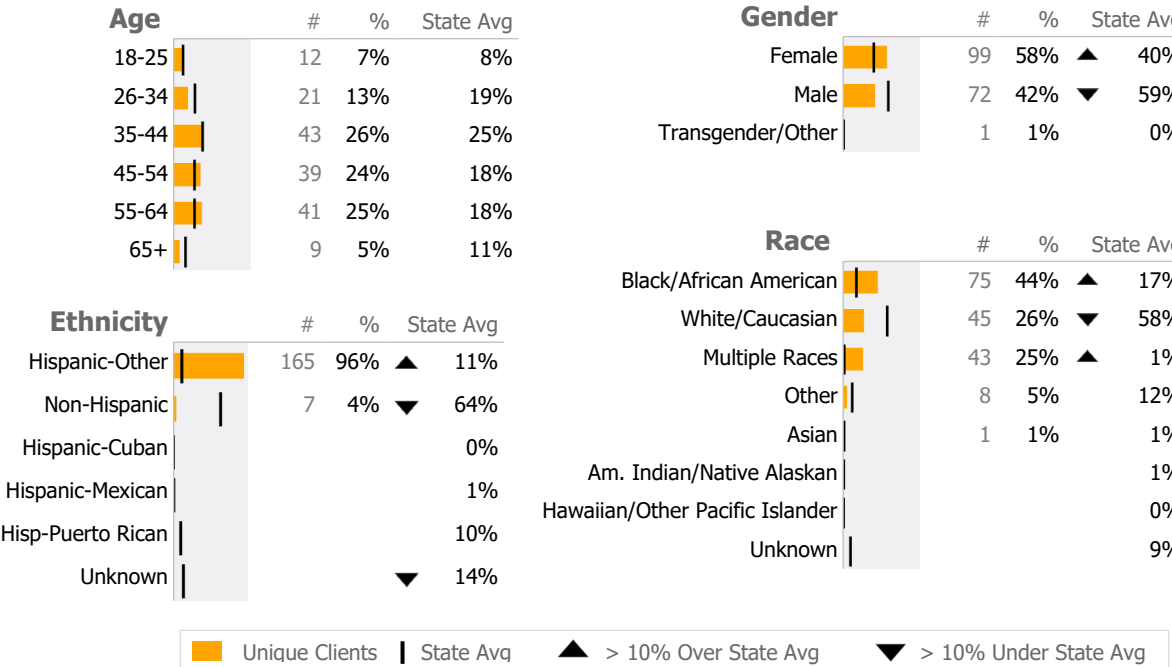 Age # % State Avg
18-25 12 7% 8%
26-34 21 13% 19%
35-44 43 26% 25%
45-54 39 24% 18%
55-64 41 25% 18%
65+ 9 5% 11%
Ethnicity # % State Avg
Hispanic-Other 165 96% ▲ 11%
Non-Hispanic 7 4% ▼ 64%
Hispanic-Cuban 0%
Hispanic-Mexican 1%
Hisp-Puerto Rican 10%
Unknown ▼ 14%
Gender # % State Avg
Female 99 58% ▲ 40%
Male 72 42% ▼ 59%
Transgender/Other 1 1% 0%
Race # % State Avg
Black/African American 75 44% ▲ 17%
White/Caucasian 45 26% ▼ 58%
Multiple Races 43 25% ▲ 1%
Other 8 5% 12%
Asian 1 1% 1%
Am. Indian/Native Alaskan 1%
Hawaiian/Other Pacific Islander 0%
Unknown 9%
Unique Clients State Avg ▲ > 10% Over State Avg ▼ > 10% Under State Avg